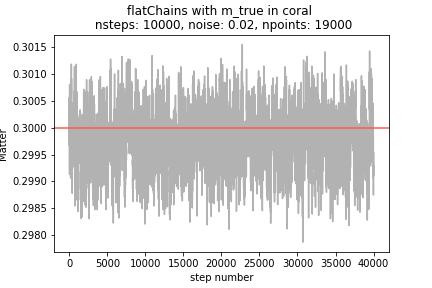 flatChains with m_true in coral
nsteps: 10000, noise: 0.02, npoints: 19000
0.3015
0.3010
0.3005
0.3000
0.2995
0.2990
0.2985
0.2980
Matter
0 5000 10000 15000 20000 25000 30000 35000 40000
step number